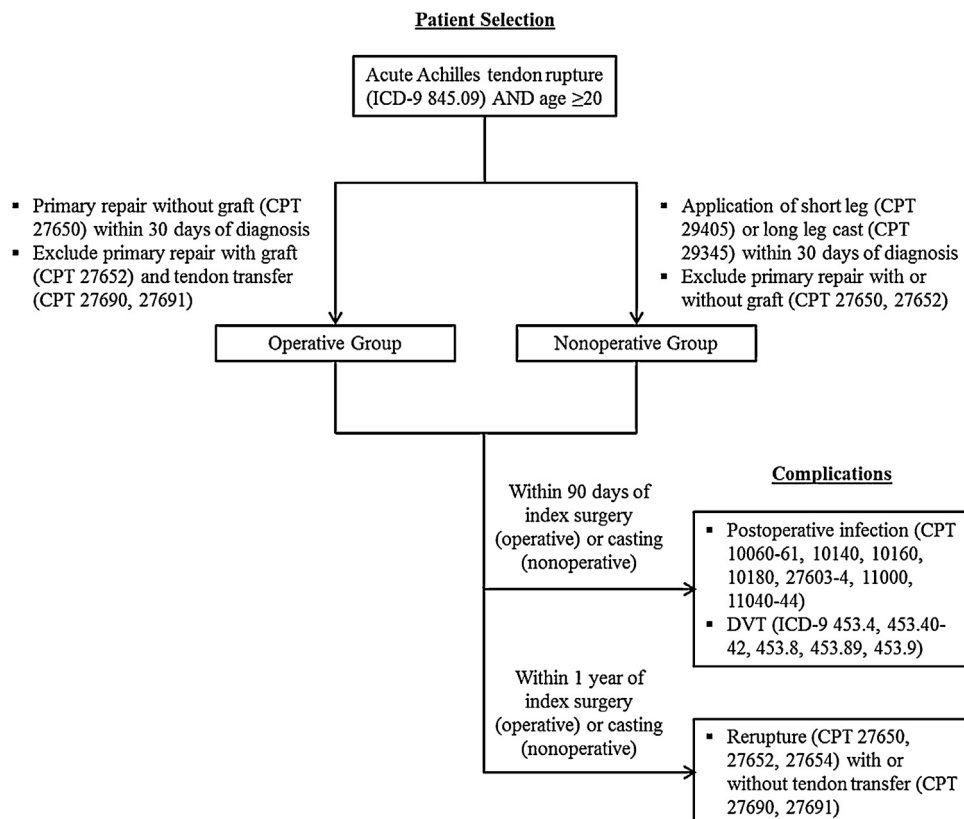 Patient Selection
Acute Achilles tendon rupture
(ICD-9 845.09) AND age ≥20
▪ Primary repair without graft (CPT
27650) within 30 days of diagnosis
▪ Exclude primary repair with graft
(CPT 27652) and tendon transfer
(CPT 27690, 27691)
▪ Application of short leg (CPT
29405) or long leg cast (CPT
29345) within 30 days of diagnosis
▪ Exclude primary repair with or
without graft (CPT 27650, 27652)
Operative Group
Nonoperative Group
Within 90 days of
index surgery
(operative) or casting
(nonoperative)
Complications
▪ Postoperative infection (CPT
10060-61, 10140, 10160,
10180, 27603-4, 11000,
11040-44)
▪ DVT (ICD-9 453.4, 453.40-
42, 453.8, 453.89, 453.9)
Within 1 year of
index surgery
(operative) or casting
(nonoperative)
▪ Rerupture (CPT 27650,
27652, 27654) with or
without tendon transfer (CPT
27690, 27691)